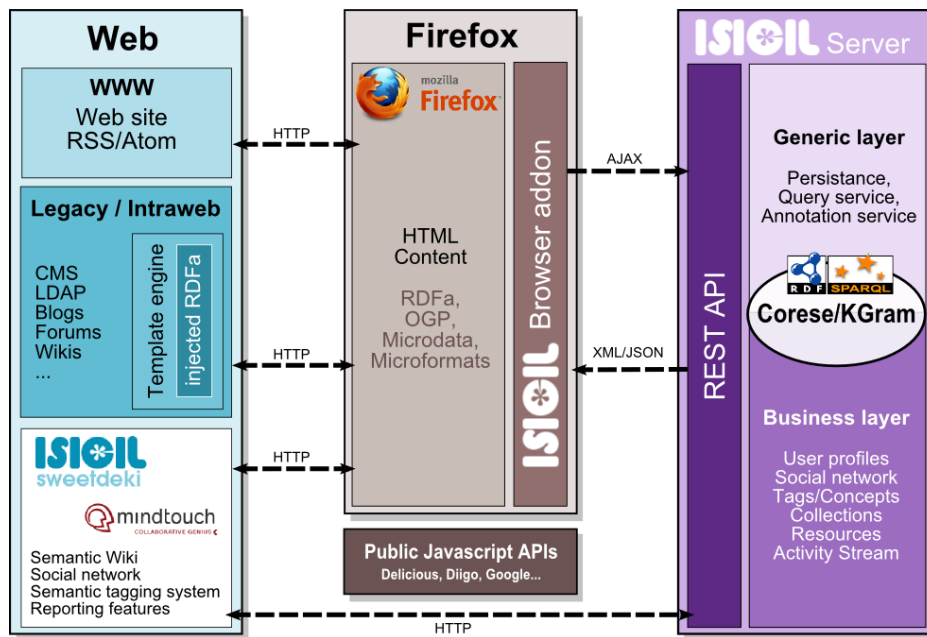 Web
WWW
Web site
RSS/Atom
Legacy / Intraweb
CMS
LDAP
Blogs
Forums
Wikis
...
Template engine
injected RDFa
ISICIL
sweetdeki
mindtouch
COLLABORATIVE GENIUS
Semantic Wiki
Social network
Semantic tagging system
Reporting features
HTTP
HTTP
HTTP
HTTP
Firefox
mozilla
Firefox
HTML
Content
RDFa,
OGP,
Microdata,
Microformats
ISICIL Browser addon
Public Javascript APIs
Delicious, Diigo, Google...
AJAX
XML/JSON
ISICIL Server
REST API
Generic layer
Persistance,
Query service,
Annotation service
RDF SPARQL
Corese/KGram
Business layer
User profiles
Social network
Tags/Concepts
Collections
Resources
Activity Stream